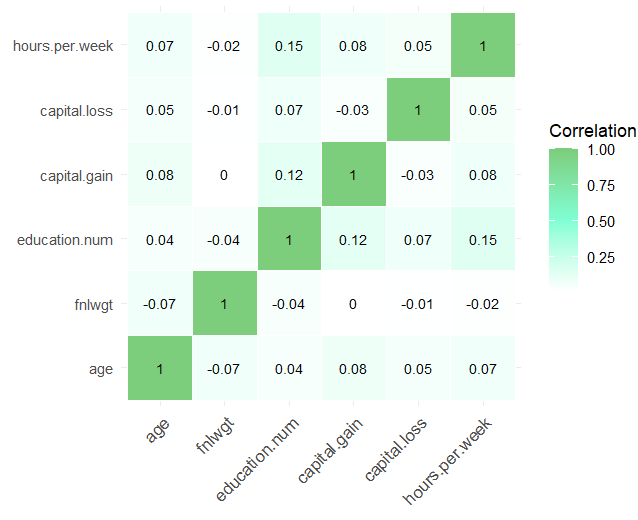 hours.per.week 0.07 -0.02 0.15 0.08 0.05 1
capital.loss 0.05 -0.01 0.07 -0.03 1 0.05
capital.gain 0.08 0 0.12 1 -0.03 0.08
education.num 0.04 -0.04 1 0.12 0.07 0.15
fnlwgt -0.07 1 -0.04 0 -0.01 -0.02
age 1 -0.07 0.04 0.08 0.05 0.07
age fnlwgt education.num capital.gain capital.loss hours.per.week
Correlation
1.00
0.75
0.50
0.25